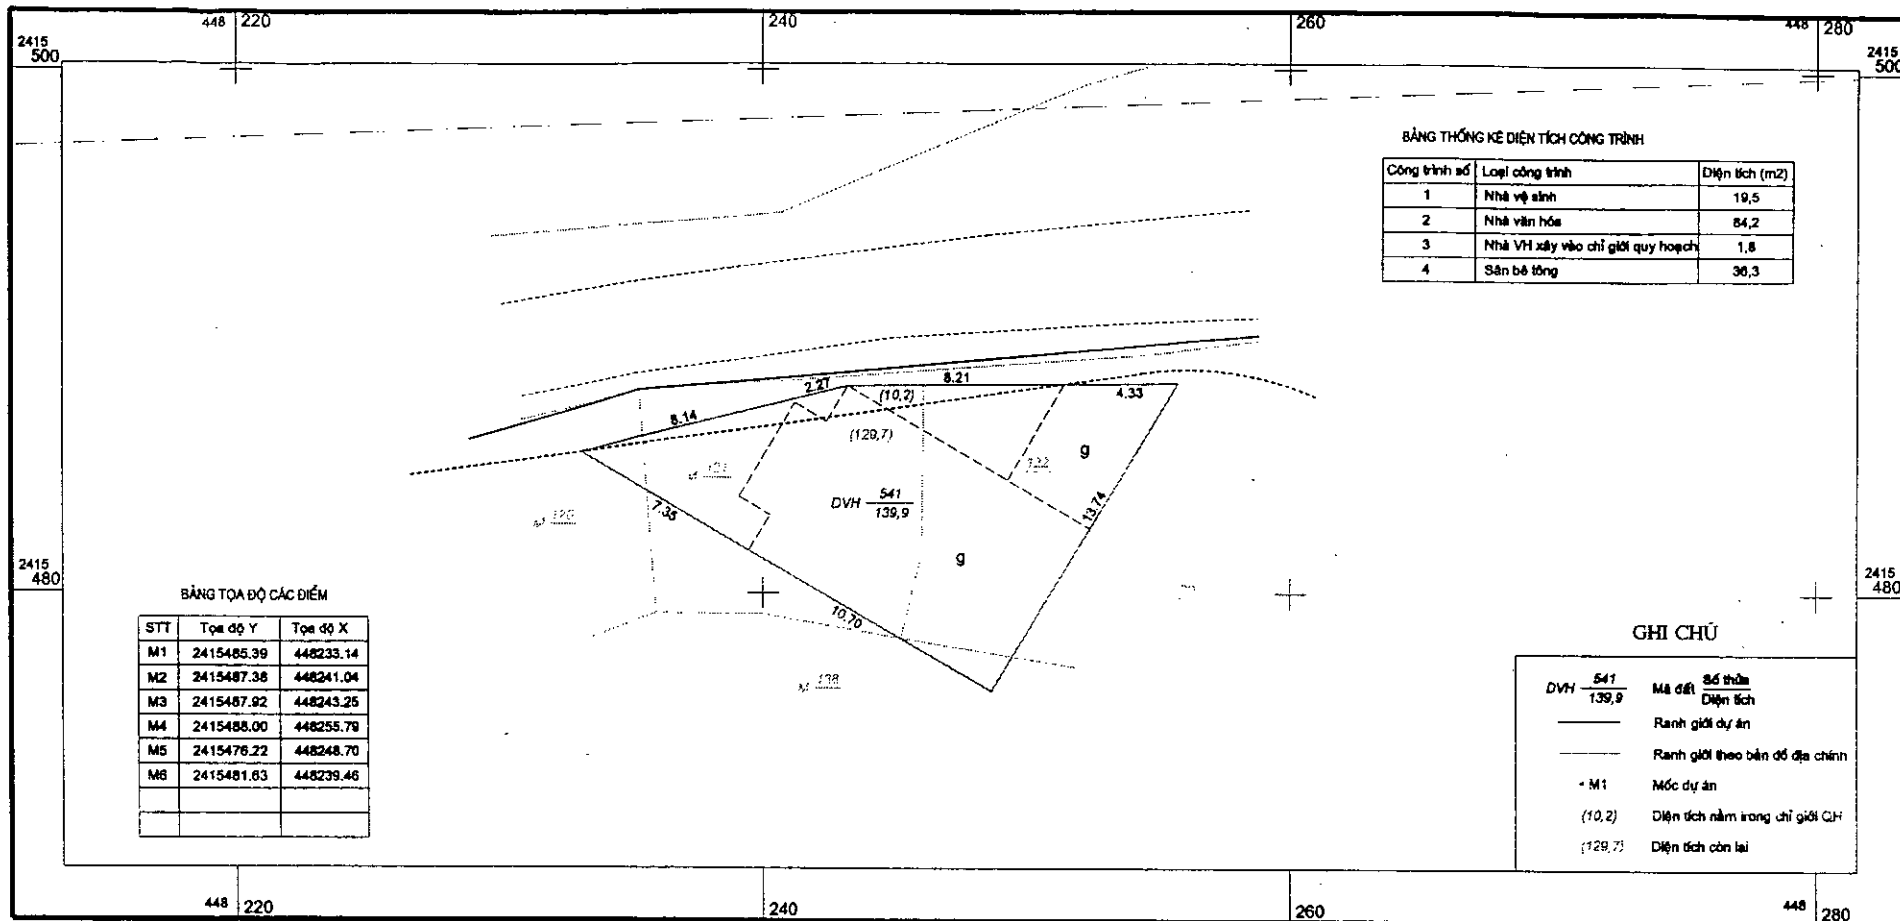 448 220
240
260
448 280
2415
500
2415
500
BẢNG THỐNG KÊ DIỆN TÍCH CÔNG TRÌNH
Công trình số Loại công trình Diện tích (m2)
1 Nhà vệ sinh 19,5
2 Nhà văn hóa 84,2
3 Nhà VH xây vào chỉ giới quy hoạch 1,8
4 Sân bê tông 36,3
2.27
8.21
4.33
(10,2)
8.14
(129,7)
M 121
122
g
DVH 541
139,9
13.74
7.35
M 120
g
2415
480
2415
480
10.70
M 138
BẢNG TỌA ĐỘ CÁC ĐIỂM
STT Tọa độ Y Tọa độ X
M1 2415485.39 448233.14
M2 2415487.38 448241.04
M3 2415487.92 448243.25
M4 2415488.00 448255.79
M5 2415476.22 448248.70
M6 2415481.63 448239.46
GHI CHÚ
DVH 541 Mã đất Số thửa
139,9 Diện tích
Ranh giới dự án
Ranh giới theo bản đồ địa chính
M1 Mốc dự án
(10,2) Diện tích nằm trong chỉ giới QH
(129,7) Diện tích còn lại
448 220
240
260
448 280